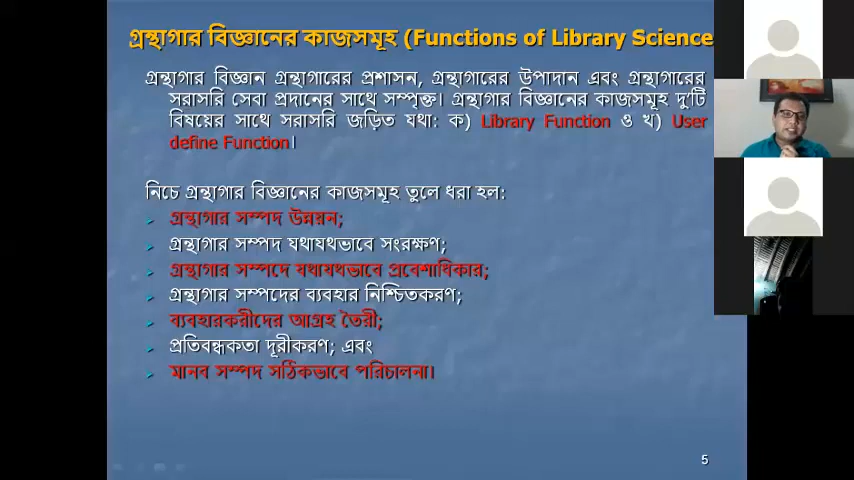 গ্রন্থাগার বিজ্ঞানের কাজসমূহ (Functions of Library Science
গ্রন্থাগার বিজ্ঞান গ্রন্থাগারের প্রশাসন, গ্রন্থাগারের উপাদান এবং গ্রন্থাগারের
সরাসরি সেবা প্রদানের সাথে সম্পৃক্ত। গ্রন্থাগার বিজ্ঞানের কাজসমূহ দু'টি
বিষয়ের সাথে সরাসরি জড়িত যথা: ক) Library Function ও খ) User
define Function।
নিচে গ্রন্থাগার বিজ্ঞানের কাজসমূহ তুলে ধরা হল:
গ্রন্থাগার সম্পদ উন্নয়ন;
গ্রন্থাগার সম্পদ যথাযথভাবে সংরক্ষণ;
গ্রন্থাগার সম্পদে যথাযথভাবে প্রবেশাধিকার;
গ্রন্থাগার সম্পদের ব্যবহার নিশ্চিতকরণ;
ব্যবহারকরীদের আগ্রহ তৈরী;
প্রতিবন্ধকতা দূরীকরণ; এবং
মানব সম্পদ সঠিকভাবে পরিচালনা।
5